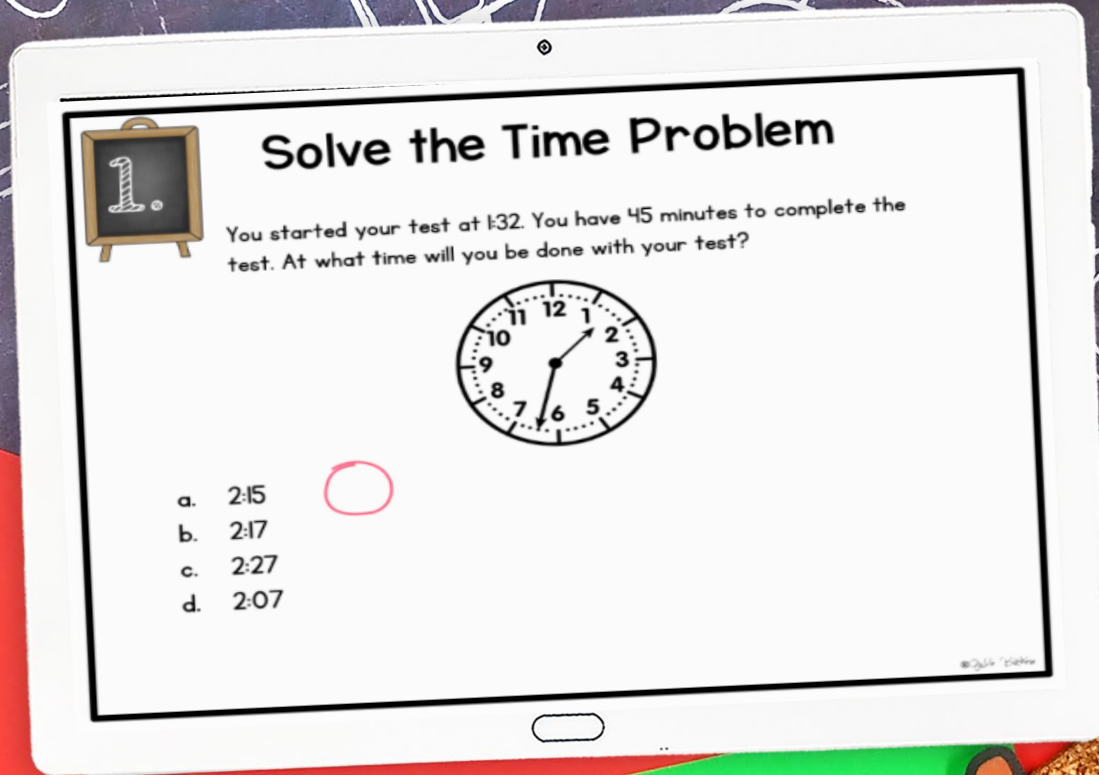 1.
Solve the Time Problem
You started your test at 1:32. You have 45 minutes to complete the
test. At what time will you be done with your test?
11 12 1
10 2
9 3
8 4
7 6 5
a. 2:15
b. 2:17
c. 2:27
d. 2:07